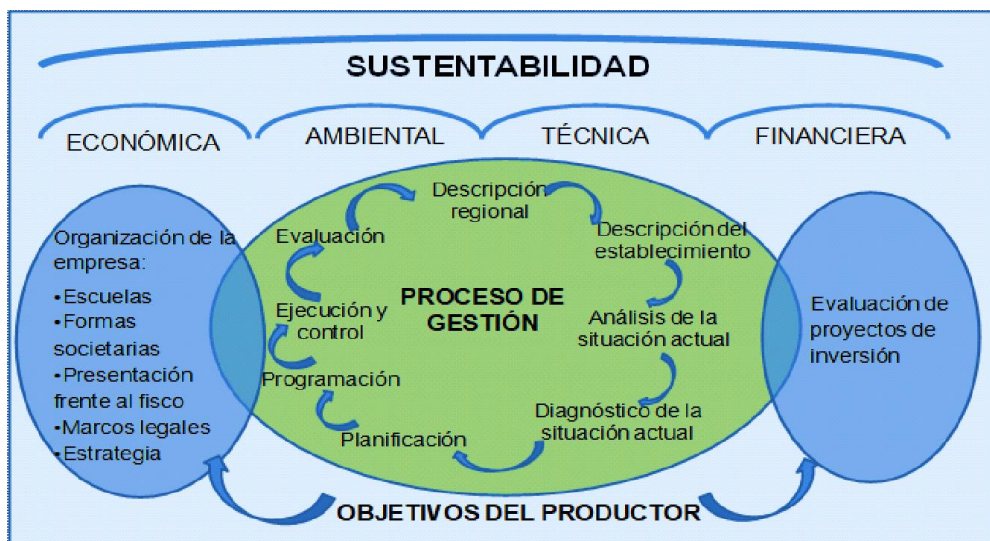 SUSTENTABILIDAD
ECONÓMICA
AMBIENTAL
TÉCNICA
FINANCIERA
Organización de la
empresa:
•Escuelas
•Formas
societarias
•Presentación
frente al fisco
•Marcos legales
•Estrategia
PROCESO DE
GESTIÓN
Descripción
regional
Descripción del
establecimiento
Análisis de la
situación actual
Diagnóstico de la
situación actual
Planificación
Programación
Ejecución y
control
Evaluación
Evaluación de
proyectos de
inversión
OBJETIVOS DEL PRODUCTOR